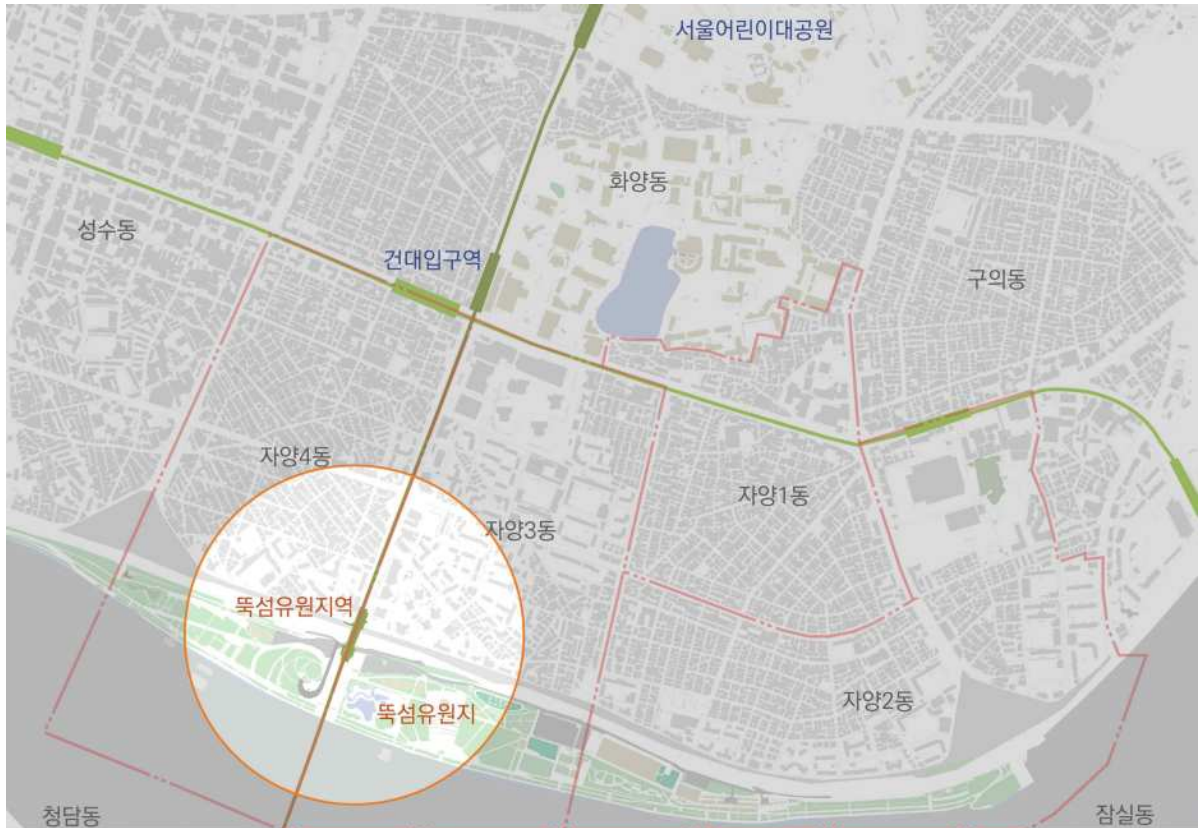 서울어린이대공원
화양동
성수동
건대입구역
구의동
자양4동
자양1동
자양3동
뚝섬유원지역
자양2동
뚝섬유원지
청담동
잠실동